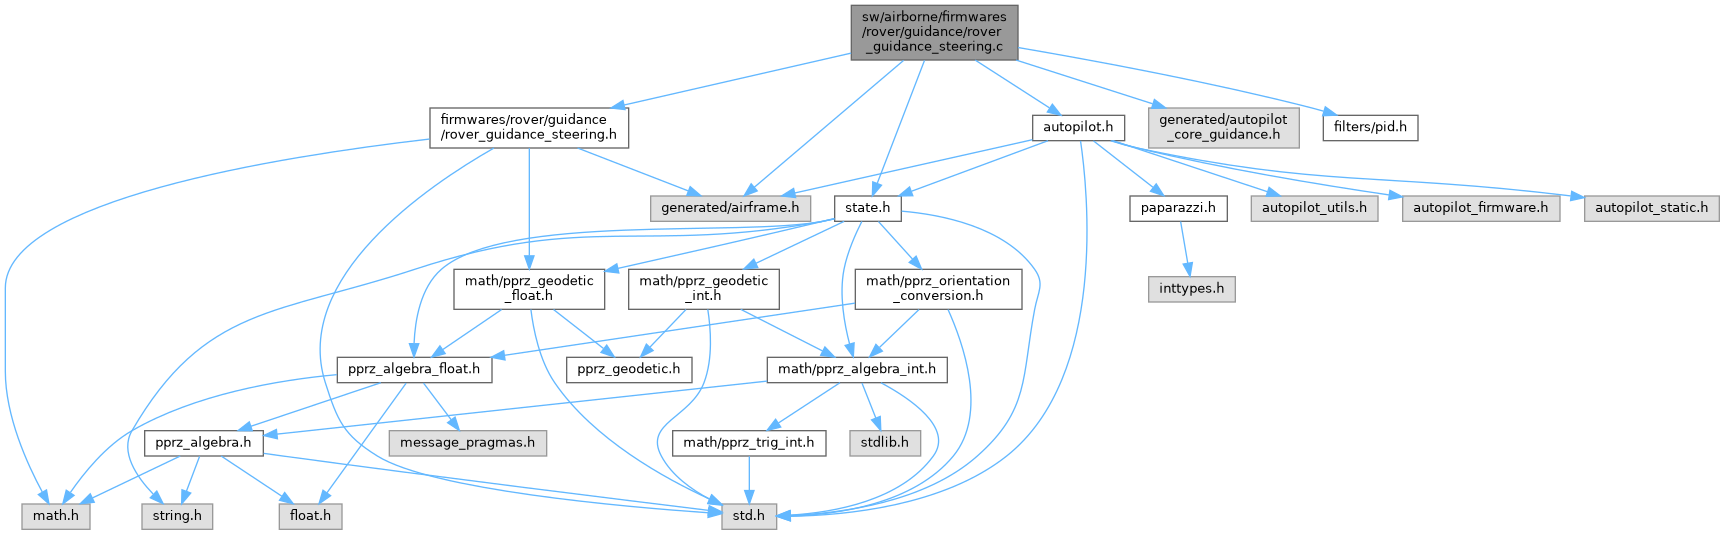 sw/airborne/firmwares
/rover/guidance/rover
_guidance_steering.c
firmwares/rover/guidance
/rover_guidance_steering.h
autopilot.h
generated/autopilot
_core_guidance.h
filters/pid.h
generated/airframe.h
state.h
paparazzi.h
autopilot_utils.h
autopilot_firmware.h
autopilot_static.h
math/pprz_geodetic
_float.h
math/pprz_geodetic
_int.h
math/pprz_orientation
_conversion.h
inttypes.h
pprz_algebra_float.h
pprz_geodetic.h
math/pprz_algebra_int.h
pprz_algebra.h
message_pragmas.h
math/pprz_trig_int.h
stdlib.h
math.h
string.h
float.h
std.h